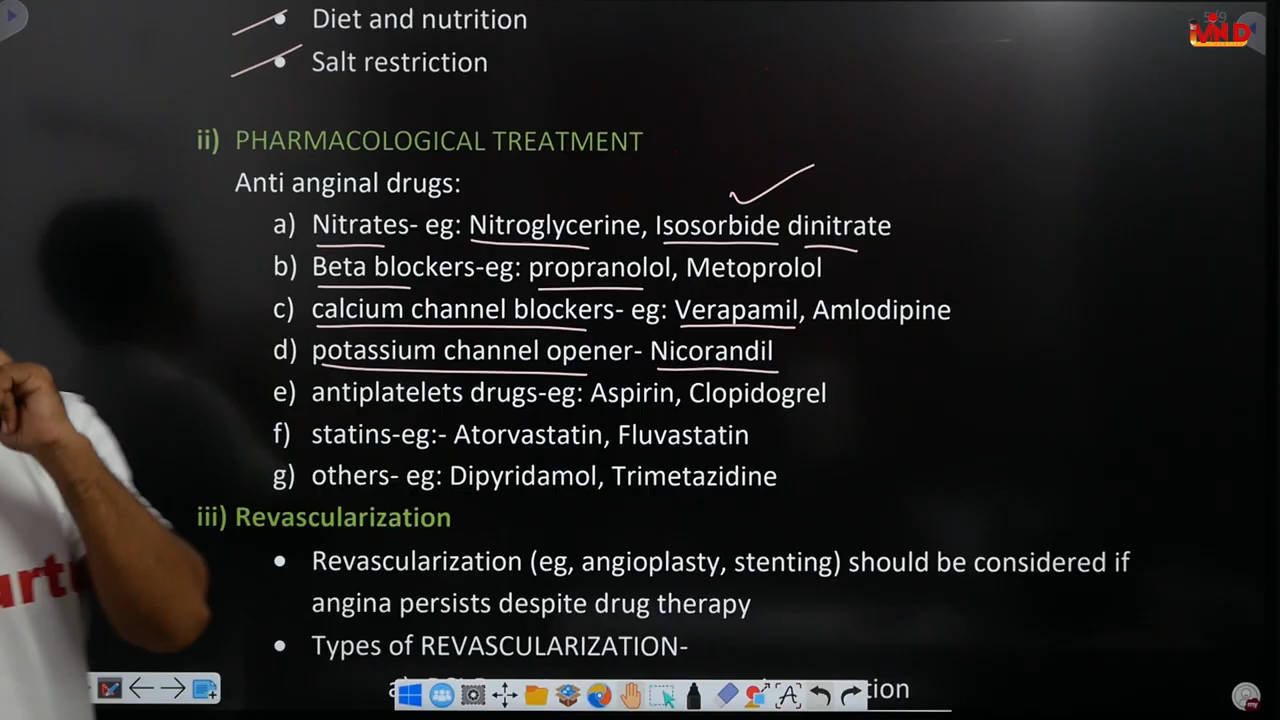 Diet and nutrition
Salt restriction
ii) PHARMACOLOGICAL TREATMENT
Anti anginal drugs:
a) Nitrates- eg: Nitroglycerine, Isosorbide dinitrate
b) Beta blockers-eg: propranolol, Metoprolol
c) calcium channel blockers- eg: Verapamil, Amlodipine
d) potassium channel opener- Nicorandil
e) antiplatelets drugs-eg: Aspirin, Clopidogrel
f) statins-eg:- Atorvastatin, Fluvastatin
g) others- eg: Dipyridamol, Trimetazidine
iii) Revascularization
Revascularization (eg, angioplasty, stenting) should be considered if
angina persists despite drug therapy
Types of REVASCULARIZATION-